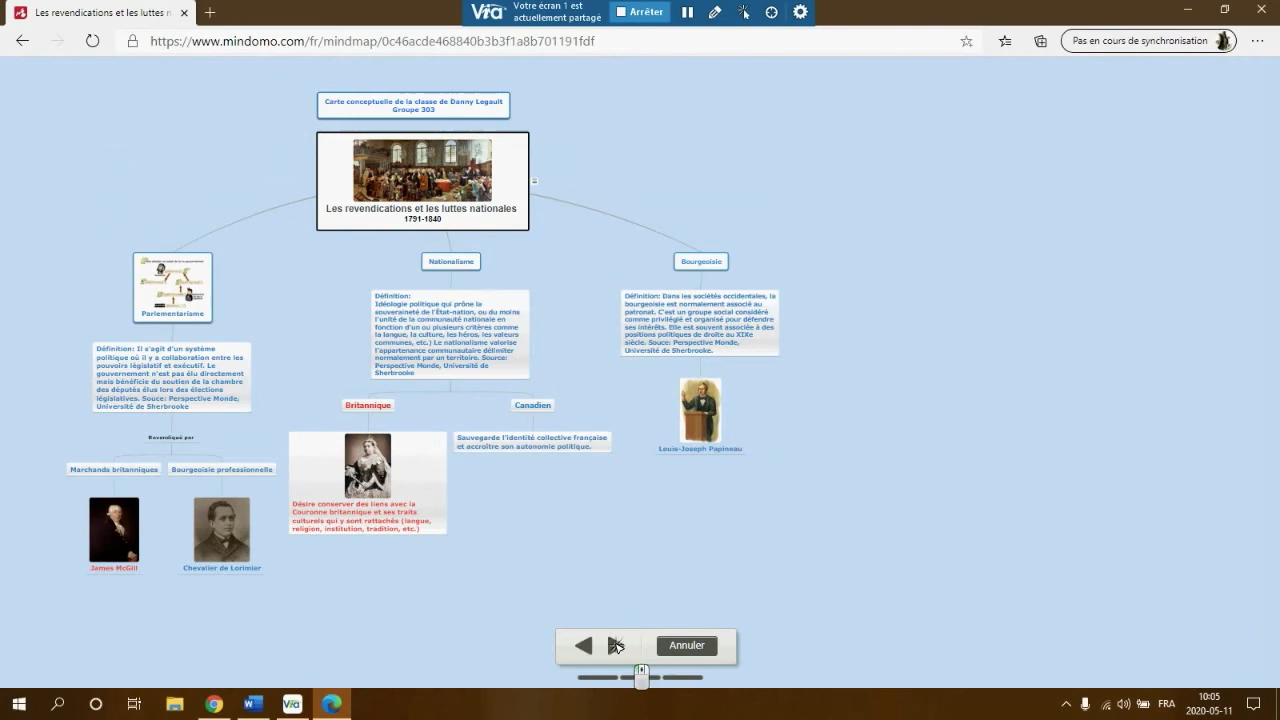 Les revendications et les luttes n
Via
Votre écran 1 est
actuellement partagé
Arrêter
https://www.mindomo.com/fr/mindmap/0c46acde468840b3b3f1a8b701191fdf
Pas en cours de synchronisation
Carte conceptuelle de la classe de Danny Legault
Groupe 303
Les revendications et les luttes nationales
1791-1840
Parlementarisme
Nationalisme
Bourgeoisie
Définition: Il s'agit d'un système
politique où il y a collaboration entre les
pouvoirs législatif et exécutif. Le
gouvernement n'est pas élu directement
mais bénéficie du soutien de la chambre
des députés élus lors des élections
législatives. Souce: Perspective Monde,
Université de Sherbrooke
Définition:
Idéologie politique qui prône la
souveraineté de l'État-nation, ou du moins
l'unité de la communauté nationale en
fonction d'un ou plusieurs critères comme
la langue, la culture, les héros, les valeurs
communes, etc.) Le nationalisme valorise
l'appartenance communautaire délimiter
normalement par un territoire. Source:
Perspective Monde, Université de
Sherbrooke
Définition: Dans les sociétés occidentales, la
bourgeoisie est normalement associé au
patronat. C'est un groupe social considéré
comme privilégié et organisé pour défendre
ses intérêts. Elle est souvent associée à des
positions politiques de droite au XIXe
siècle. Souce: Perspective Monde,
Université de Sherbrooke.
Revendiqué par
Marchands britanniques
Bourgeoisie professionnelle
James McGill
Chevalier de Lorimier
Britannique
Canadien
Désire conserver des liens avec la
Couronne britannique et ses traits
culturels qui y sont rattachés (langue,
religion, institution, tradition, etc.)
Sauvegarde l'identité collective française
et accroître son autonomie politique.
Louis-Joseph Papineau
Annuler
FR
10:05
2020-05-11